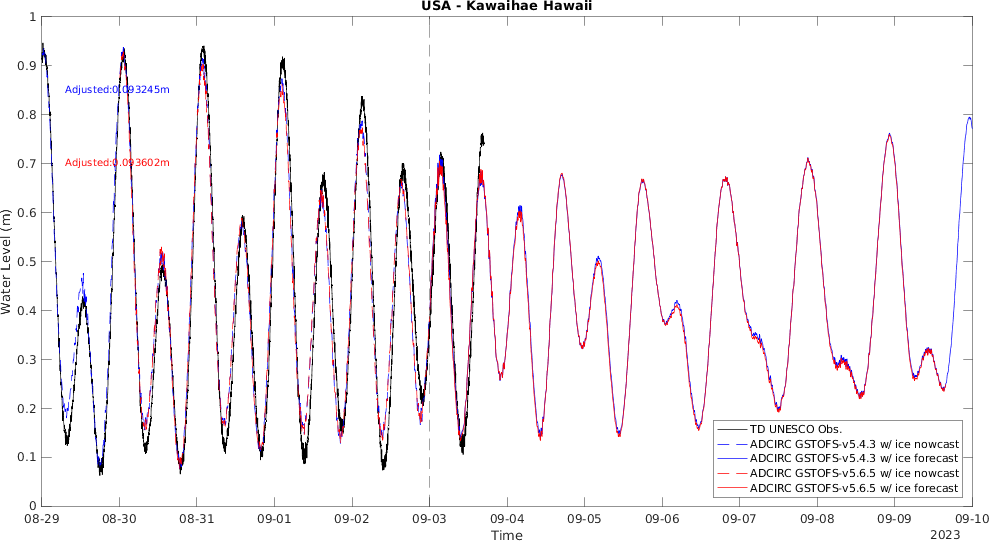 USA - Kawaihae Hawaii
1
0.9
0.8
0.7
0.6
0.5
0.4
0.3
0.2
0.1
0
Water Level (m)
Adjusted:0.093245m
Adjusted:0.093602m
TD UNESCO Obs.
ADCIRC GSTOFS-v5.4.3 w/ ice nowcast
ADCIRC GSTOFS-v5.4.3 w/ ice forecast
ADCIRC GSTOFS-v5.6.5 w/ ice nowcast
ADCIRC GSTOFS-v5.6.5 w/ ice forecast
08-29 08-30 08-31 09-01 09-02 09-03 09-04 09-05 09-06 09-07 09-08 09-09 09-10
Time
2023